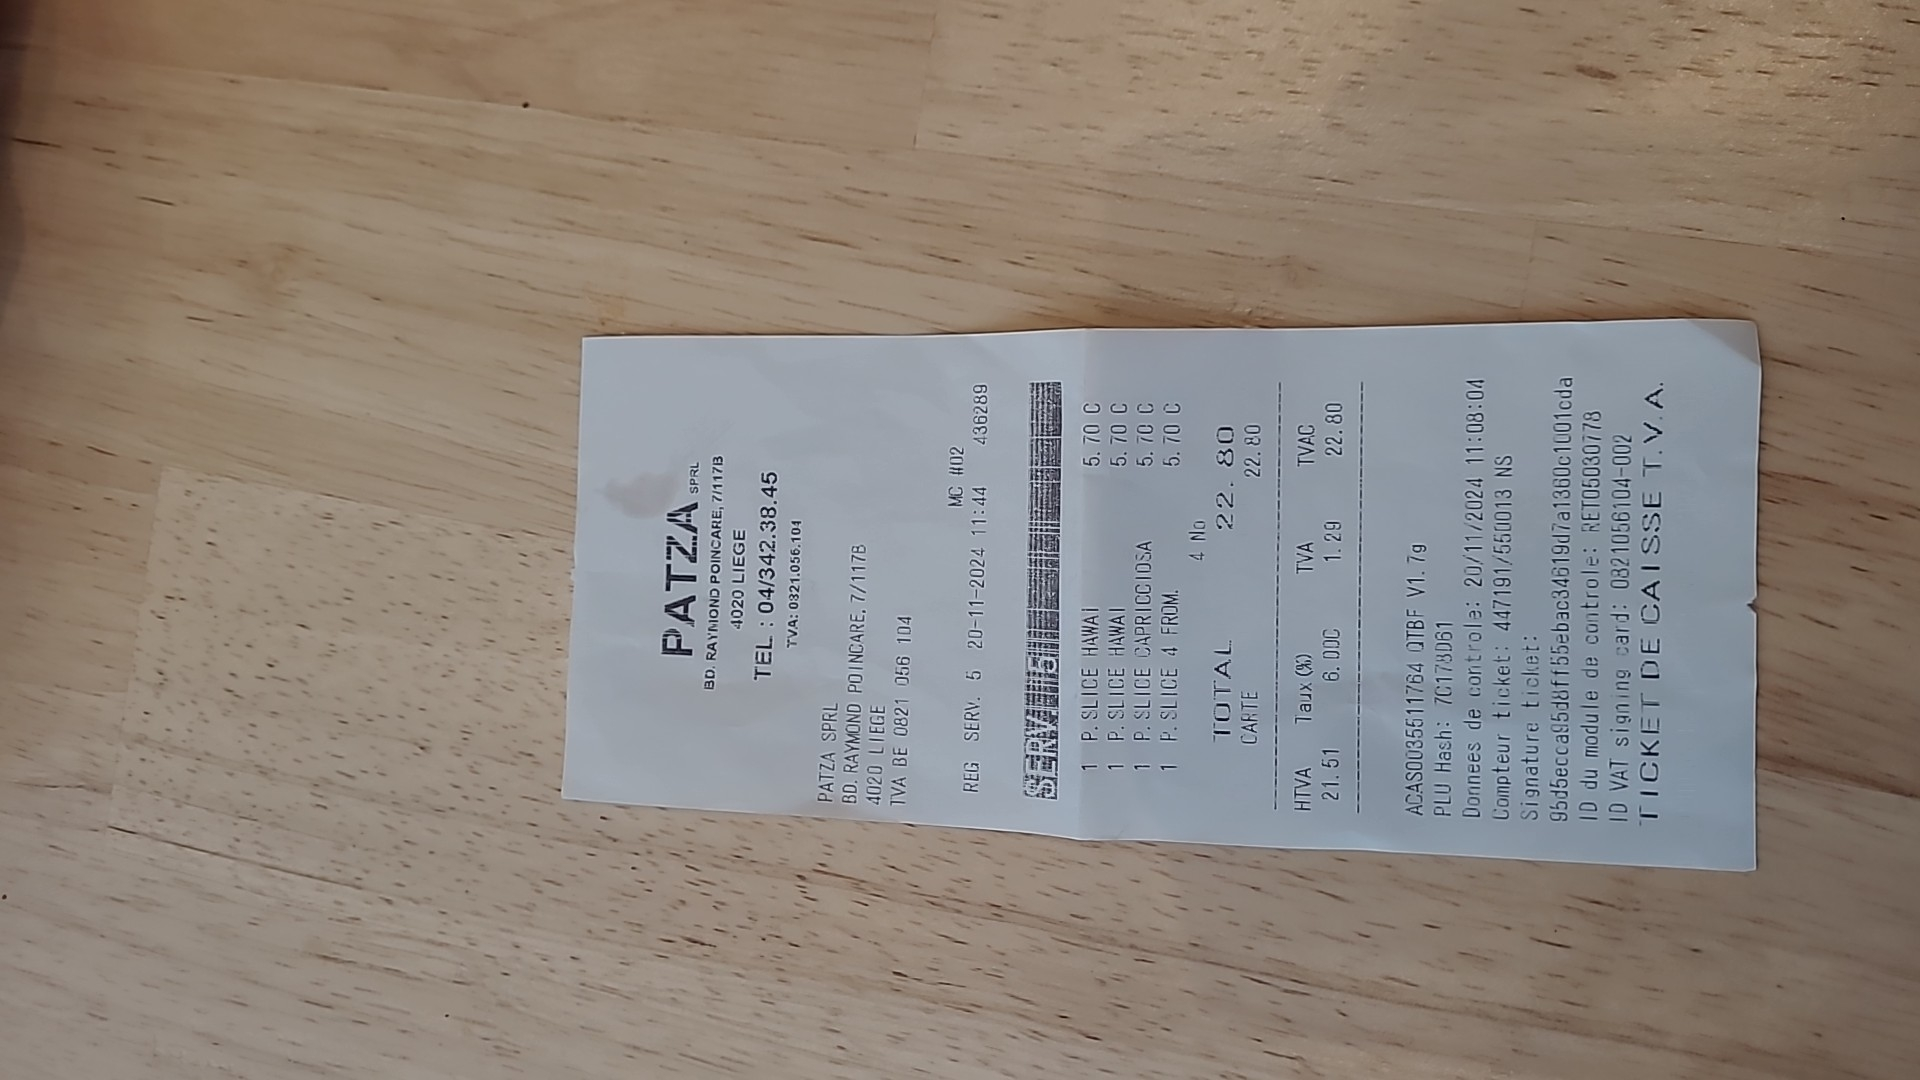 PATZA SPRL
BD. RAYMOND POINCARE, 7/117B
4020 LIEGE
TEL : 04/342.38.45
TVA: 0821.056.104
PATZA SPRL
BD. RAYMOND POINCARE, 7/117B
4020 LIEGE
TVA BE 0821 056 104
MC #02
REG SERV. 5 20-11-2024 11:44 436289
1 P. SLICE HAWAI 5.70 C
1 P. SLICE HAWAI 5.70 C
1 P. SLICE CAPRICCIOSA 5.70 C
1 P. SLICE 4 FROM. 5.70 C
4 No
TOTAL 22.80
CARTE 22.80
HTVA Taux(%) TVA TVAC
21.51 6.00C 1.29 22.80
ACAS0035511764 QTBF V1.7g
PLU Hash: 7C178D61
Donnees de controle: 20/11/2024 11:08:04
Compteur ticket: 447191/550013 NS
Signature ticket:
ID du module de controle: RET05030778
ID VAT signing card: 0821056104-002
TICKET DE CAISSE T.V.A.